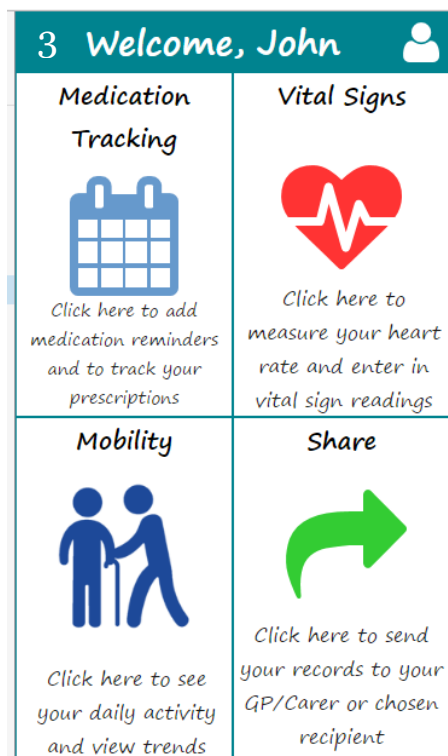 3 Welcome, John
Medication
Tracking
Click here to add
medication reminders
and to track your
prescriptions
Vital Signs
Click here to
measure your heart
rate and enter in
vital sign readings
Mobility
Click here to see
your daily activity
and view trends
Share
Click here to send
your records to your
GP/Carer or chosen
recipient